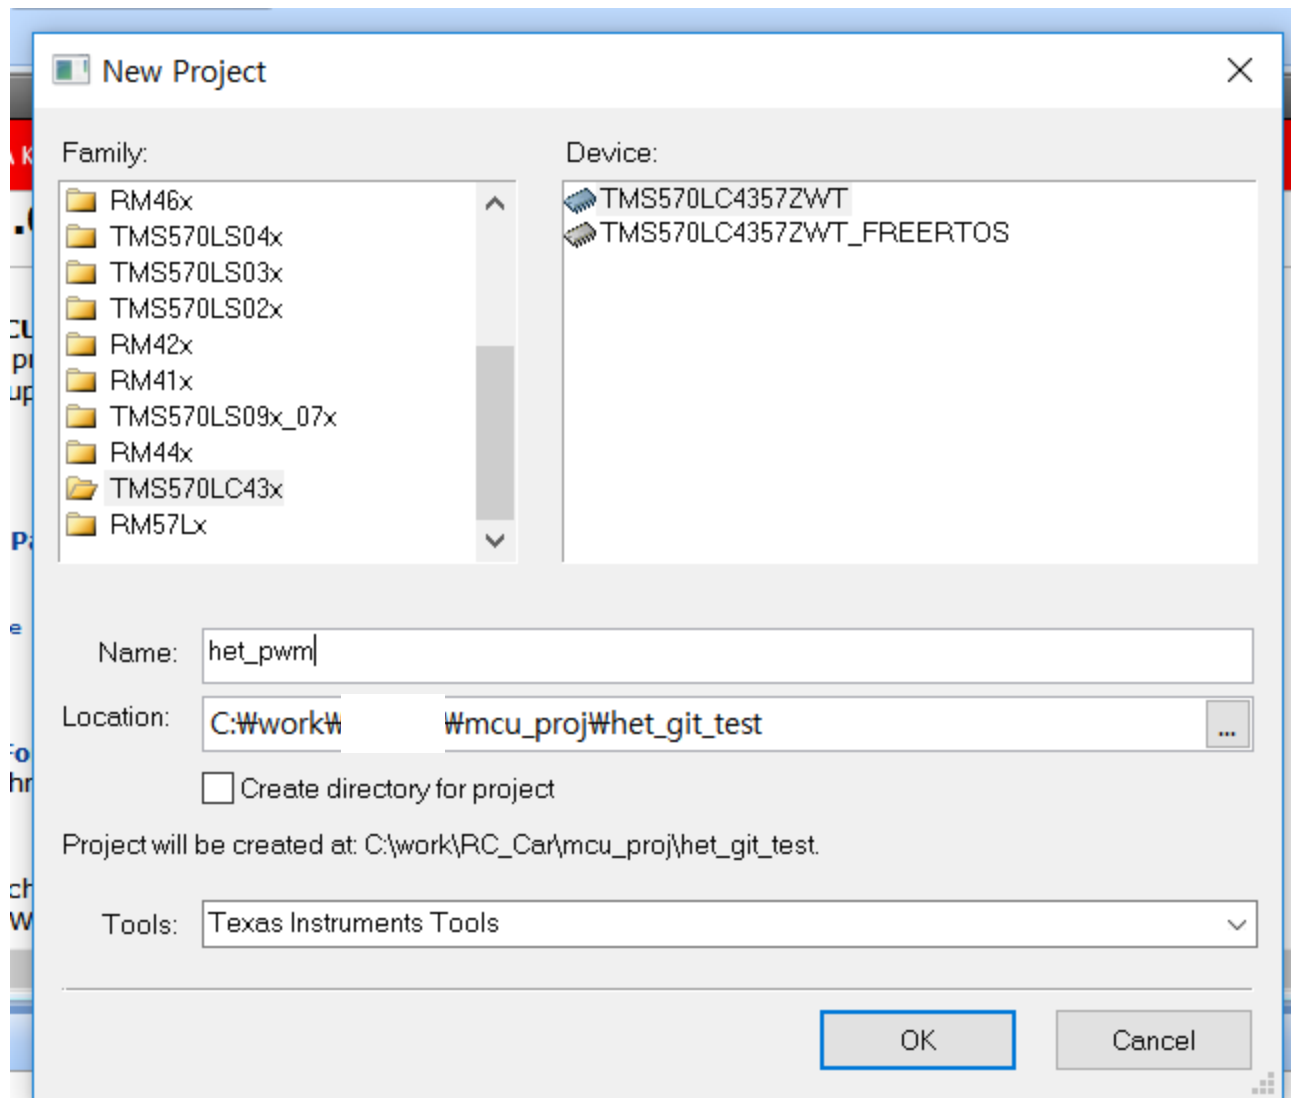 New Project
Family:
Device:
RM46x
TMS570LS04x
TMS570LS03x
TMS570LS02x
RM42x
RM41x
TMS570LS09x_07x
RM44x
TMS570LC43x
RM57Lx
TMS570LC4357ZWT
TMS570LC4357ZWT_FREERTOS
Name: het_pwm
Location: C:₩work₩ ₩mcu_proj₩het_git_test
...
Create directory for project
Project will be created at: C:\work\RC_Car\mcu_proj\het_git_test.
Tools: Texas Instruments Tools
OK
Cancel